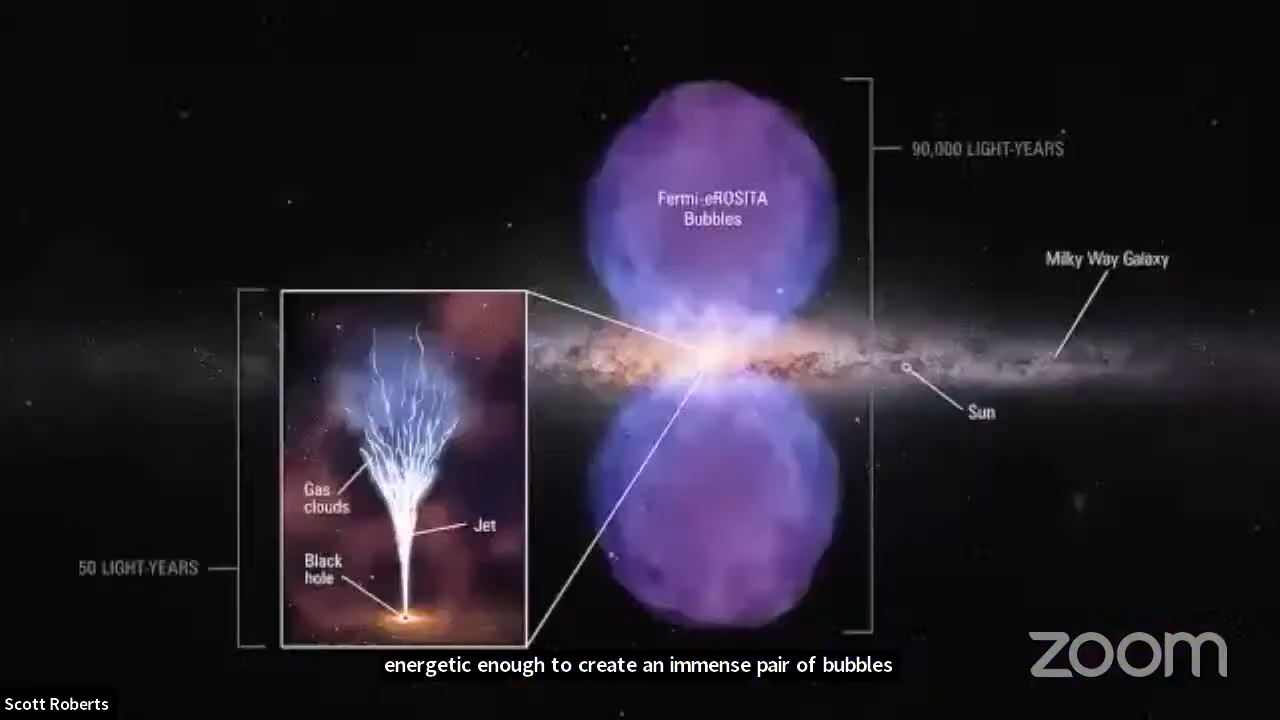 90,000 LIGHT-YEARS
Fermi-eROSITA
Bubbles
Milky Way Galaxy
Sun
Gas
clouds
Jet
Black
hole
50 LIGHT-YEARS
energetic enough to create an immense pair of bubbles
zoom
Scott Roberts